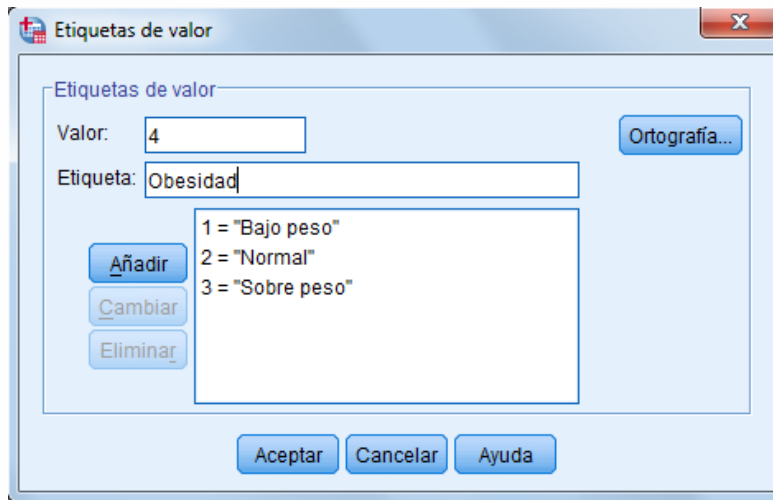 Etiquetas de valor
x
Etiquetas de valor
Valor: 4
Ortografía...
Etiqueta: Obesidad
1 = "Bajo peso"
2 = "Normal"
3 = "Sobre peso"
Añadir
Cambiar
Eliminar
Aceptar Cancelar Ayuda